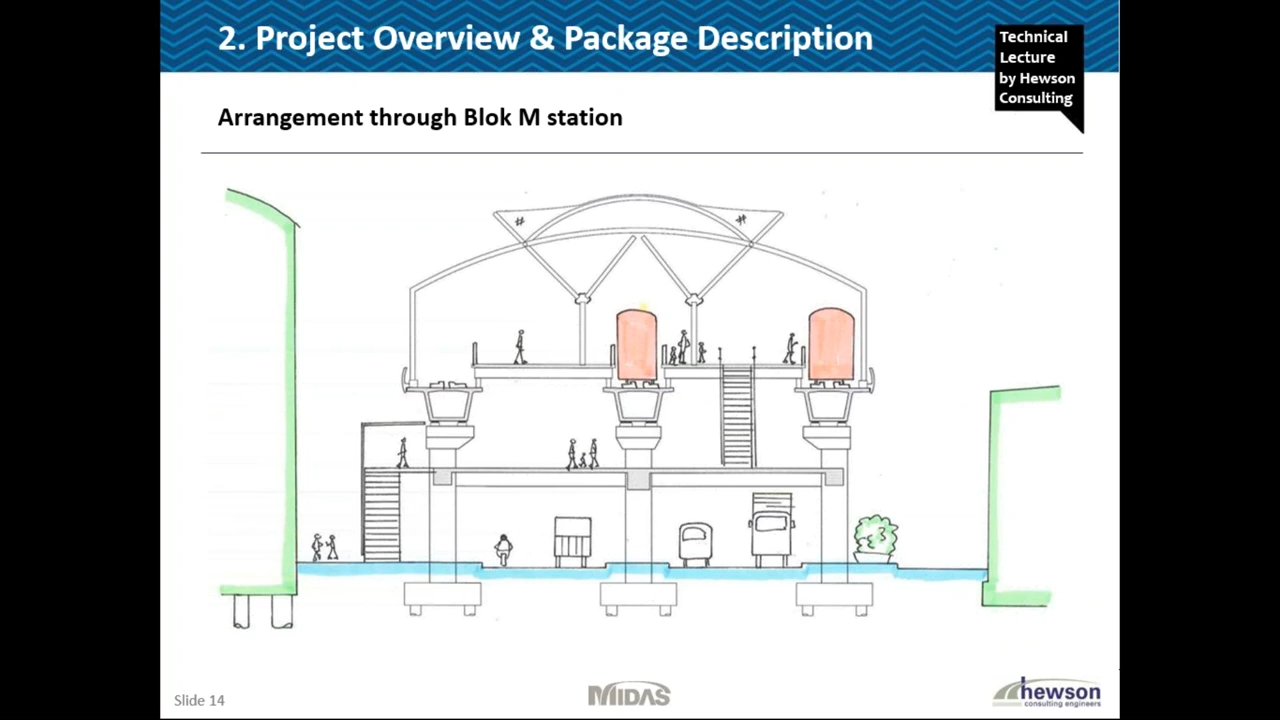 2. Project Overview & Package Description
Technical
Lecture
by Hewson
Consulting
Arrangement through Blok M station
#
#
Slide 14
MIDAS
hewson
consulting engineers